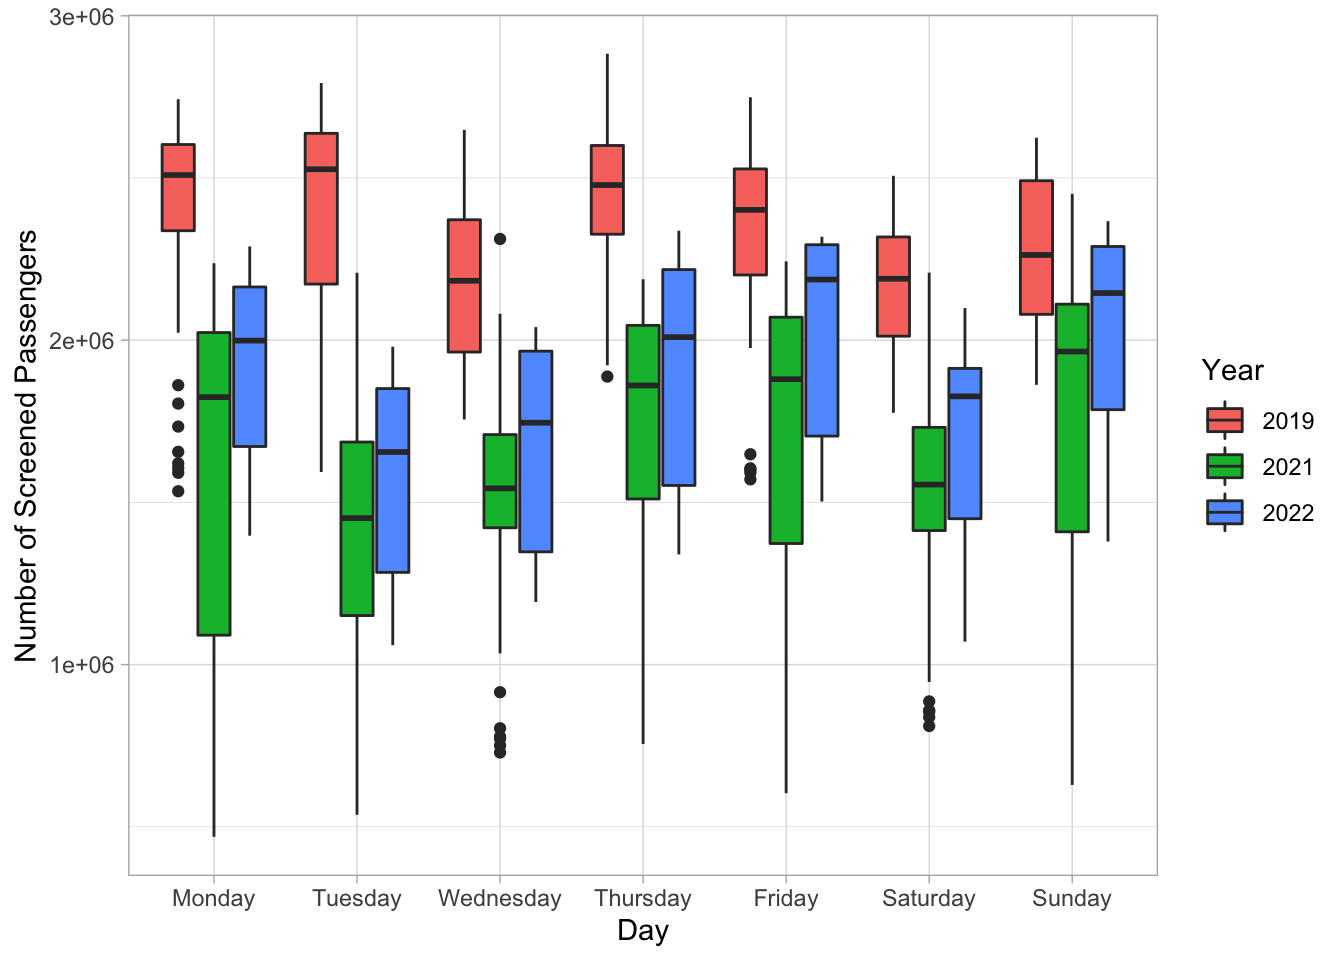 Number of Screened Passengers
3e+06
2e+06
1e+06
Monday
Tuesday
Wednesday
Thursday
Friday
Saturday
Sunday
Day
Year
2019
2021
2022